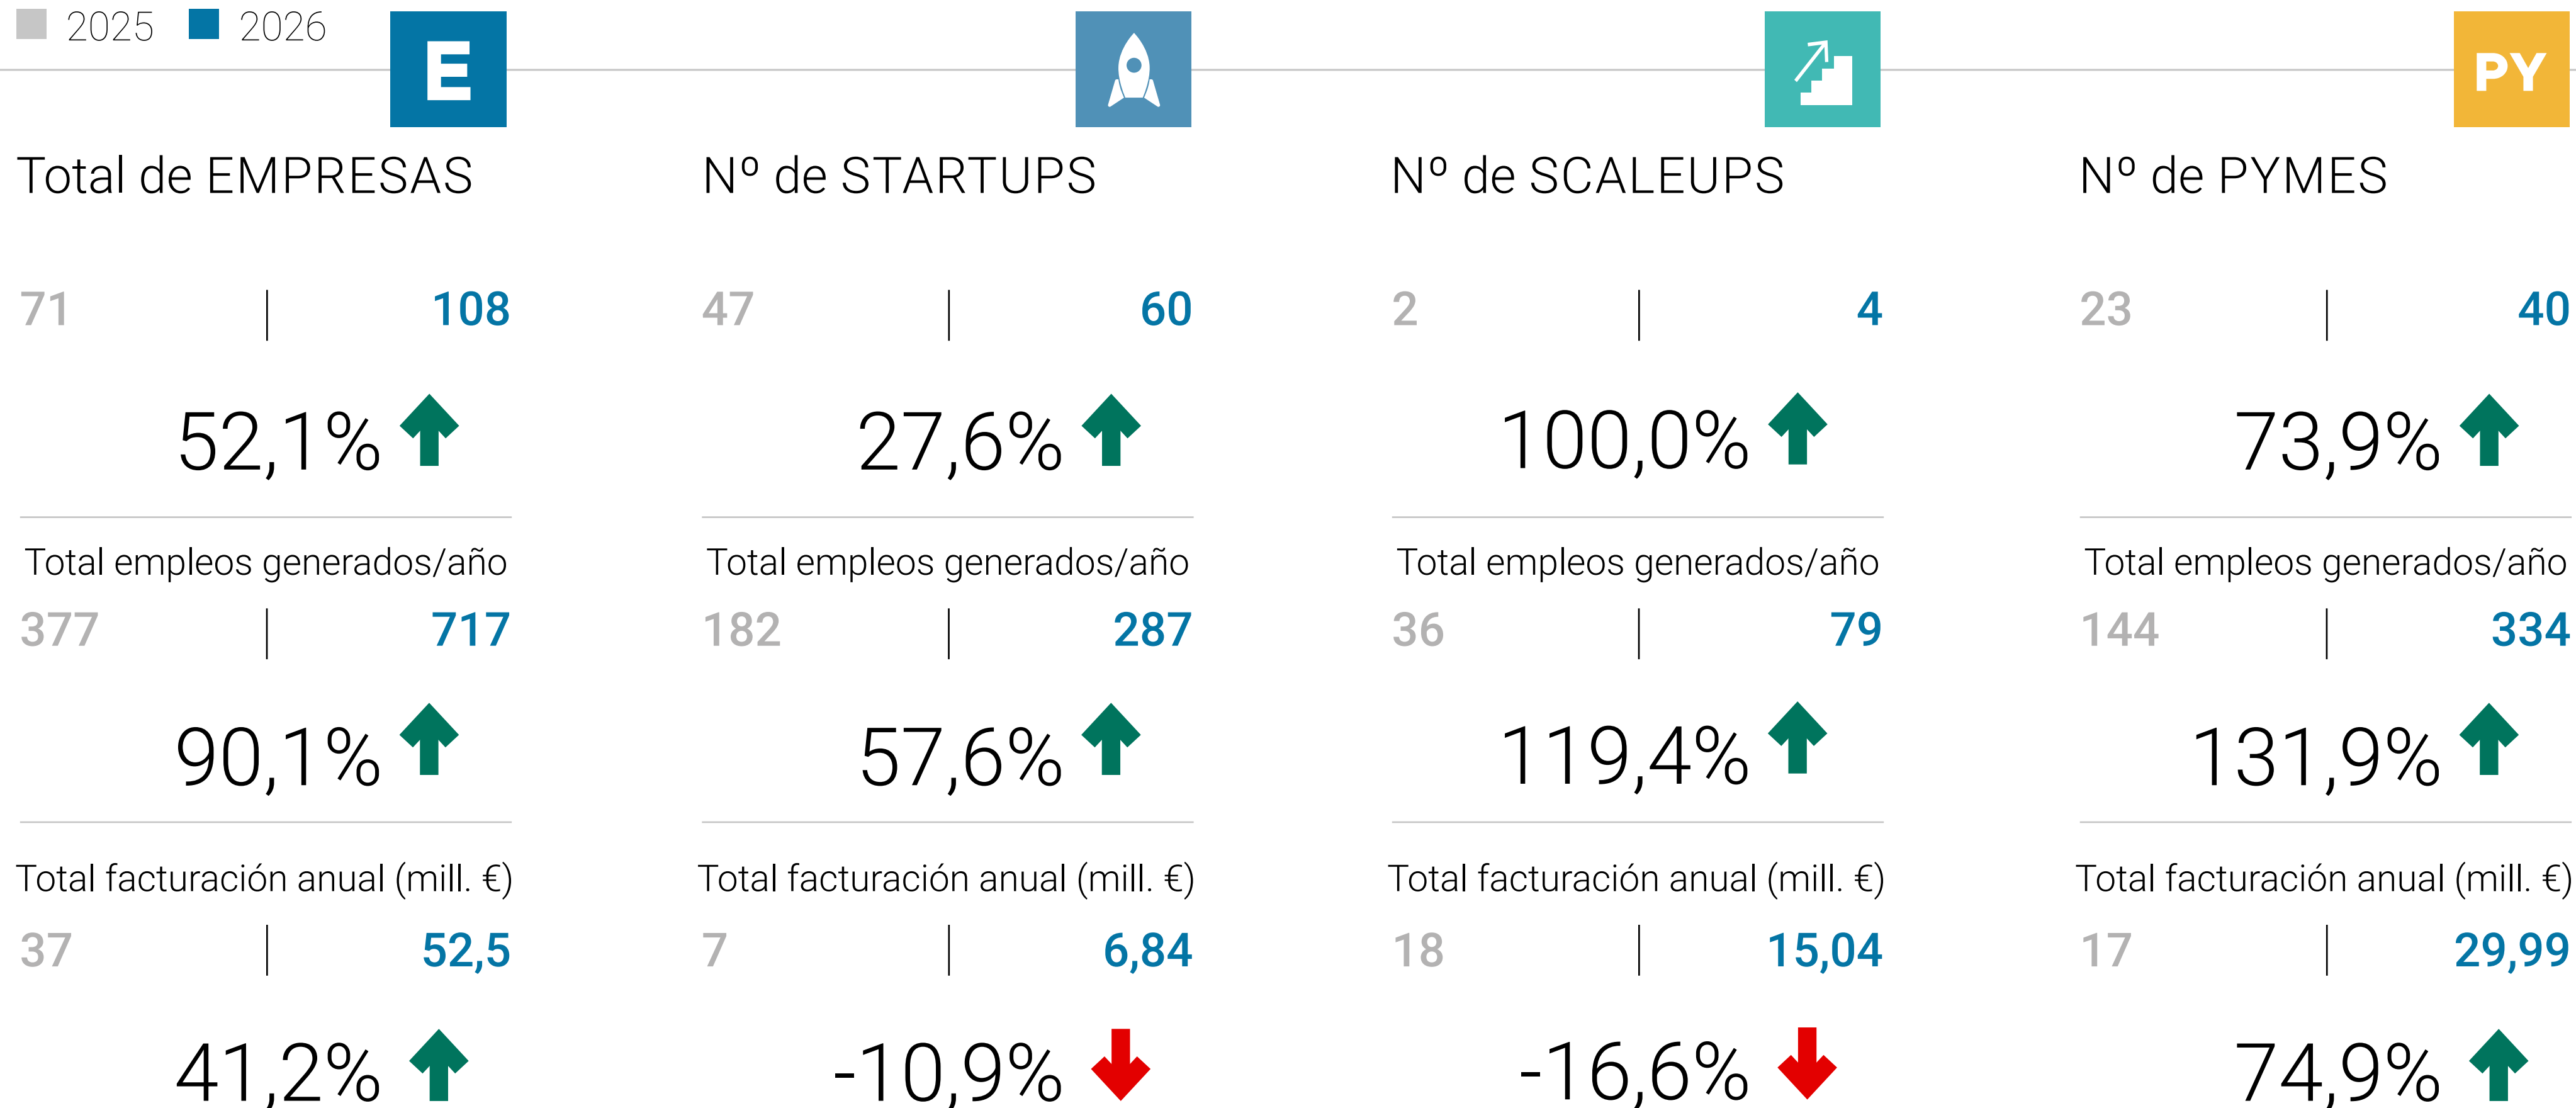 2025 2026
E
PY
Total de EMPRESAS
71 108
52,1%
Total empleos generados/año
377 717
90,1%
Total facturación anual (mill. €)
37 52,5
41,2%
Nº de STARTUPS
47 60
27,6%
Total empleos generados/año
182 287
57,6%
Total facturación anual (mill. €)
7 6,84
-10,9%
Nº de SCALEUPS
2 4
100,0%
Total empleos generados/año
36 79
119,4%
Total facturación anual (mill. €)
18 15,04
-16,6%
Nº de PYMES
23 40
73,9%
Total empleos generados/año
144 334
131,9%
Total facturación anual (mill. €)
17 29,99
74,9%